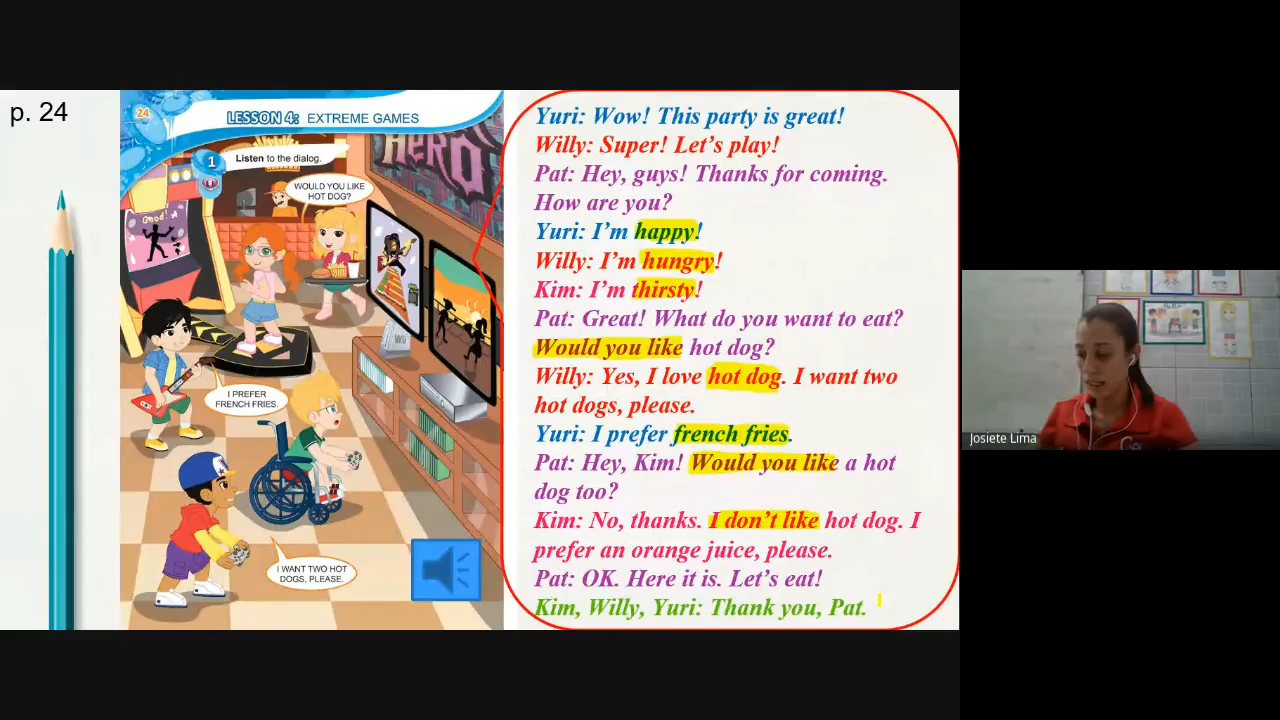 p. 24
24
LESSON 4: EXTREME GAMES
1
Listen to the dialog.
HERO
WOULD YOU LIKE
HOT DOG?
Good!
Wii
I PREFER
FRENCH FRIES.
I WANT TWO HOT
DOGS, PLEASE.
Yuri: Wow! This party is great!
Willy: Super! Let's play!
Pat: Hey, guys! Thanks for coming.
How are you?
Yuri: I'm happy!
Willy: I'm hungry!
Kim: I'm thirsty!
Pat: Great! What do you want to eat?
Would you like hot dog?
Willy: Yes, I love hot dog. I want two
hot dogs, please.
Yuri: I prefer french fries.
Pat: Hey, Kim! Would you like a hot
dog too?
Kim: No, thanks. I don't like hot dog. I
prefer an orange juice, please.
Pat: OK. Here it is. Let's eat!
Kim, Willy, Yuri: Thank you, Pat.
Josiete Lima